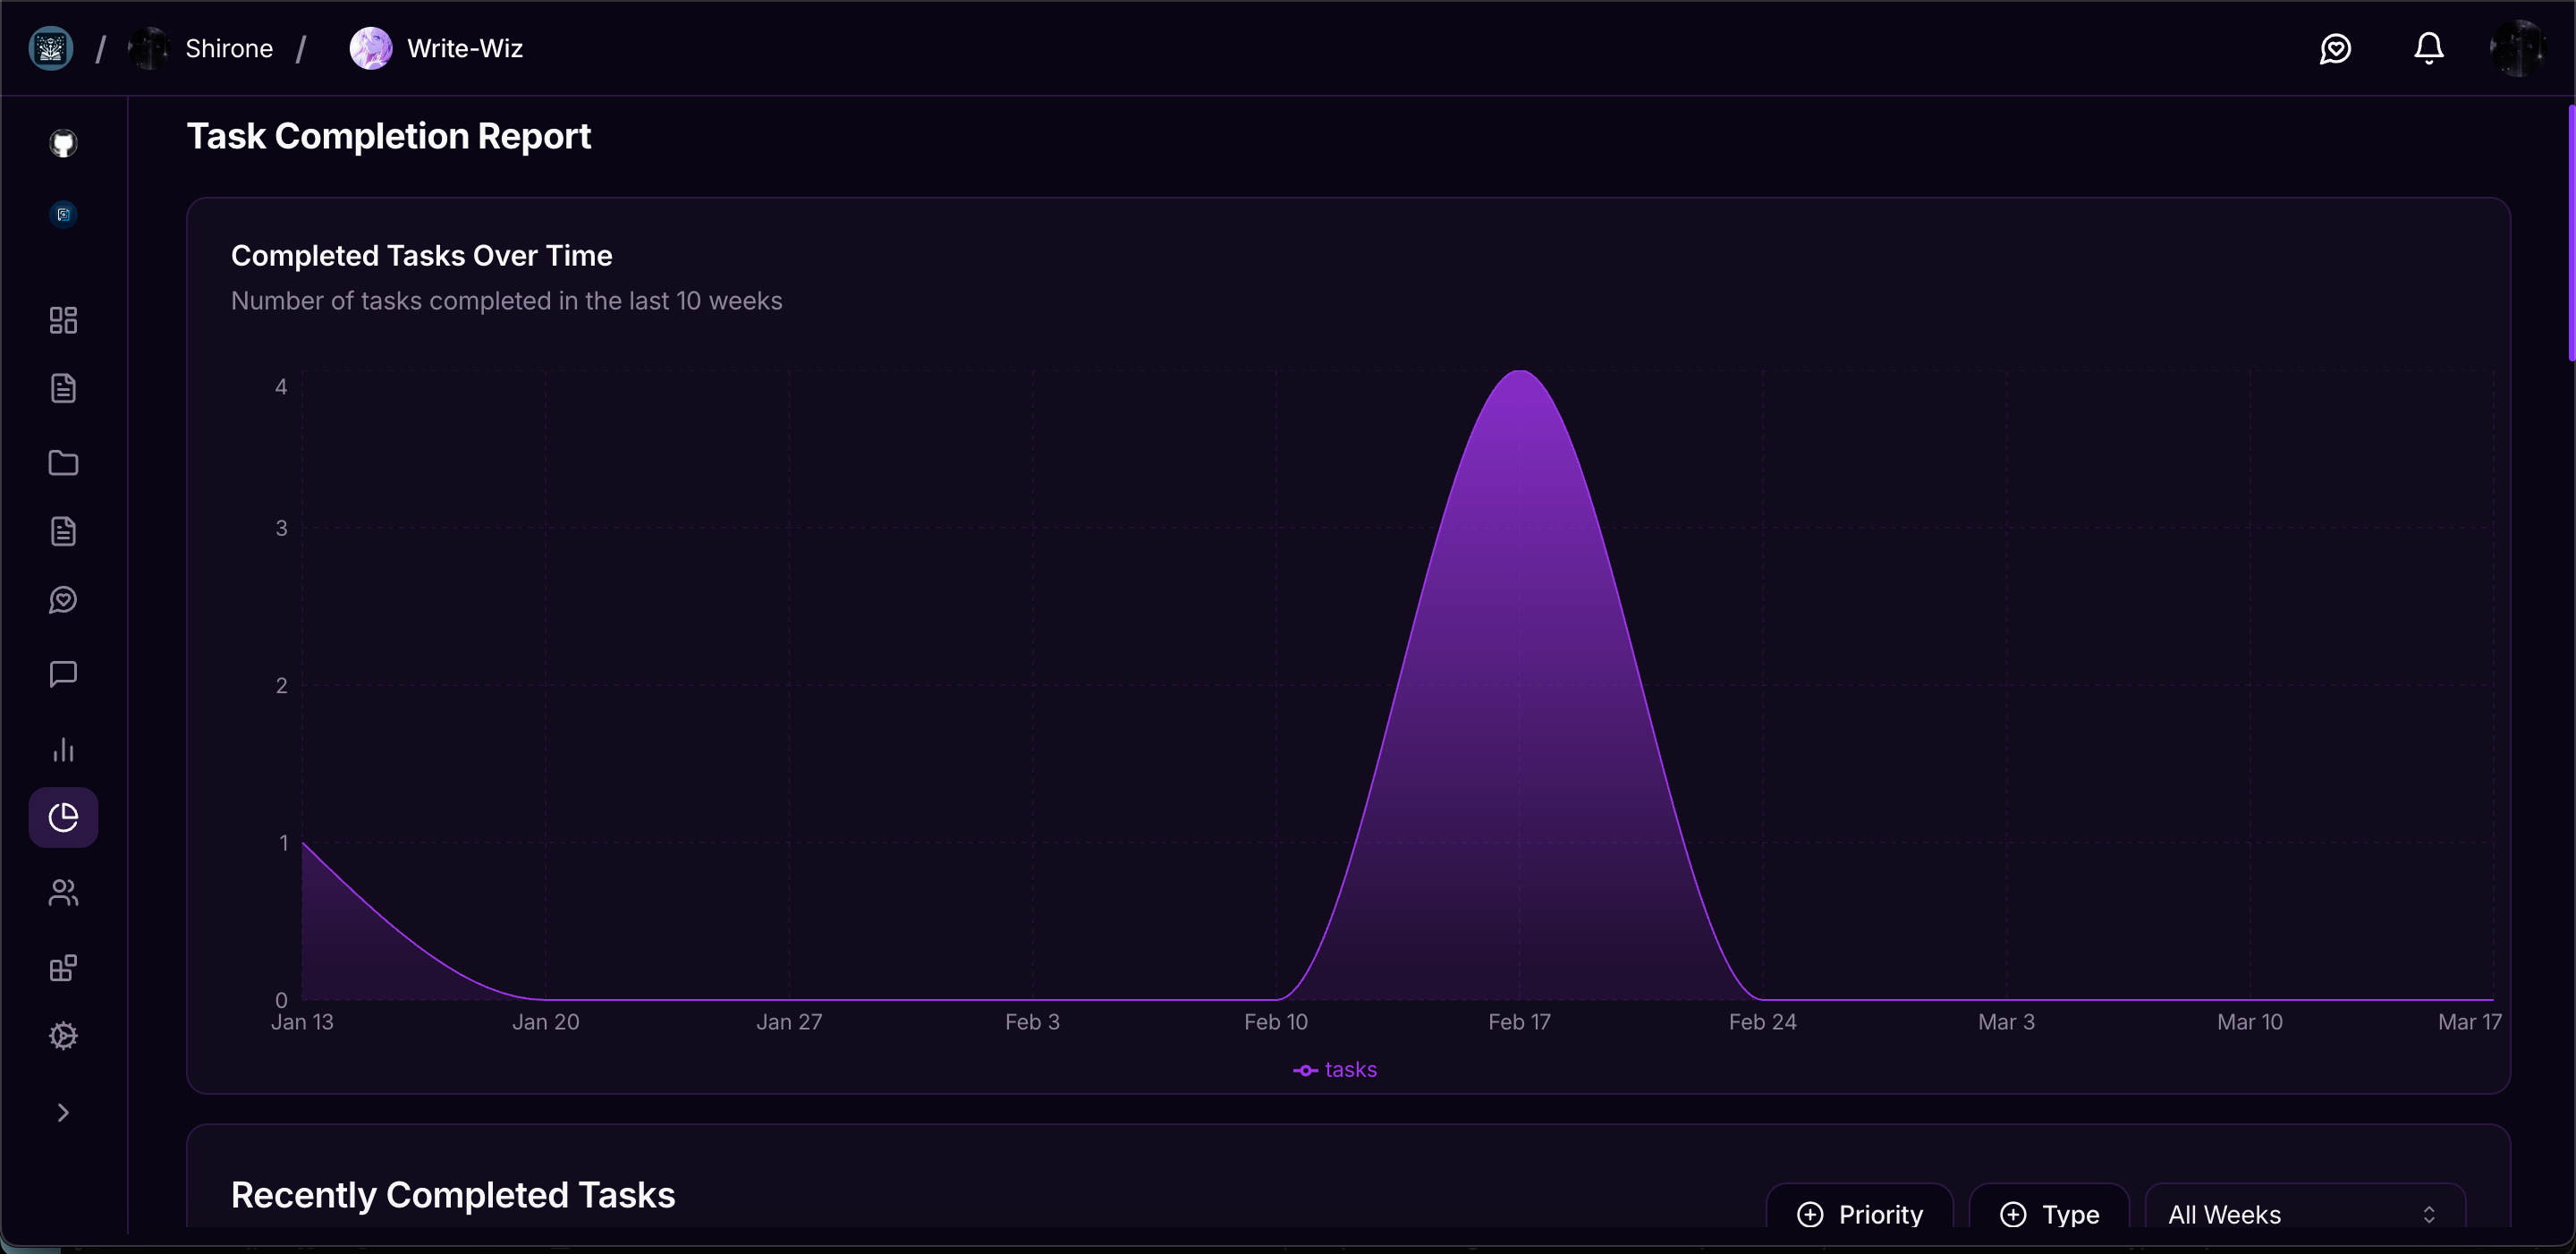 / Shirone / Write-Wiz
Task Completion Report
Completed Tasks Over Time
Number of tasks completed in the last 10 weeks
4
3
2
1
0
Jan 13 Jan 20 Jan 27 Feb 3 Feb 10 Feb 17 Feb 24 Mar 3 Mar 10 Mar 17
tasks
Recently Completed Tasks
Priority Type All Weeks